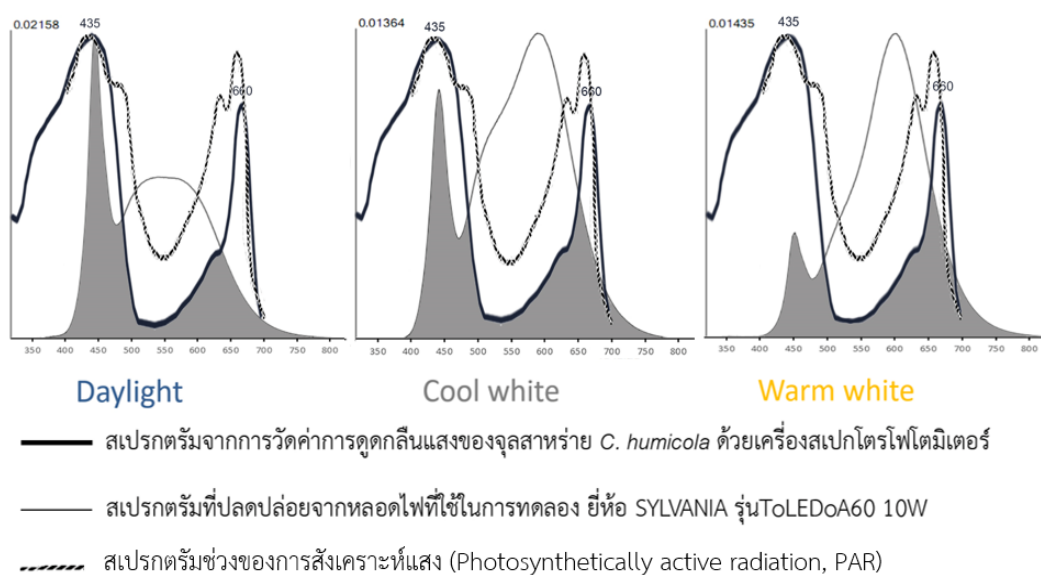 0.02158 435 0.01364 435 0.01435 435
660 660 660
350 400 450 500 550 600 650 700 750 800 350 400 450 500 550 600 650 700 750 800 350 400 450 500 550 600 650 700 750 800
Daylight Cool white Warm white
สเปรกตรัมจากการวัดค่าการดูดกลืนแสงของจุลสาหร่าย C. humicola ด้วยเครื่องสเปกโตรโฟโตมิเตอร์
สเปรกตรัมที่ปลดปล่อยจากหลอดไฟที่ใช้ในการทดลอง ยี่ห้อ SYLVANIA รุ่นToLEDoA60 10W
สเปรกตรัมช่วงของการสังเคราะห์แสง (Photosynthetically active radiation, PAR)